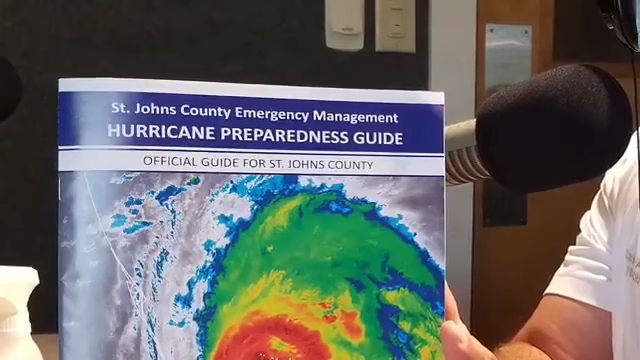 St. Johns County Emergency Management
HURRICANE PREPAREDNESS GUIDE
OFFICIAL GUIDE FOR ST. JOHNS COUNTY